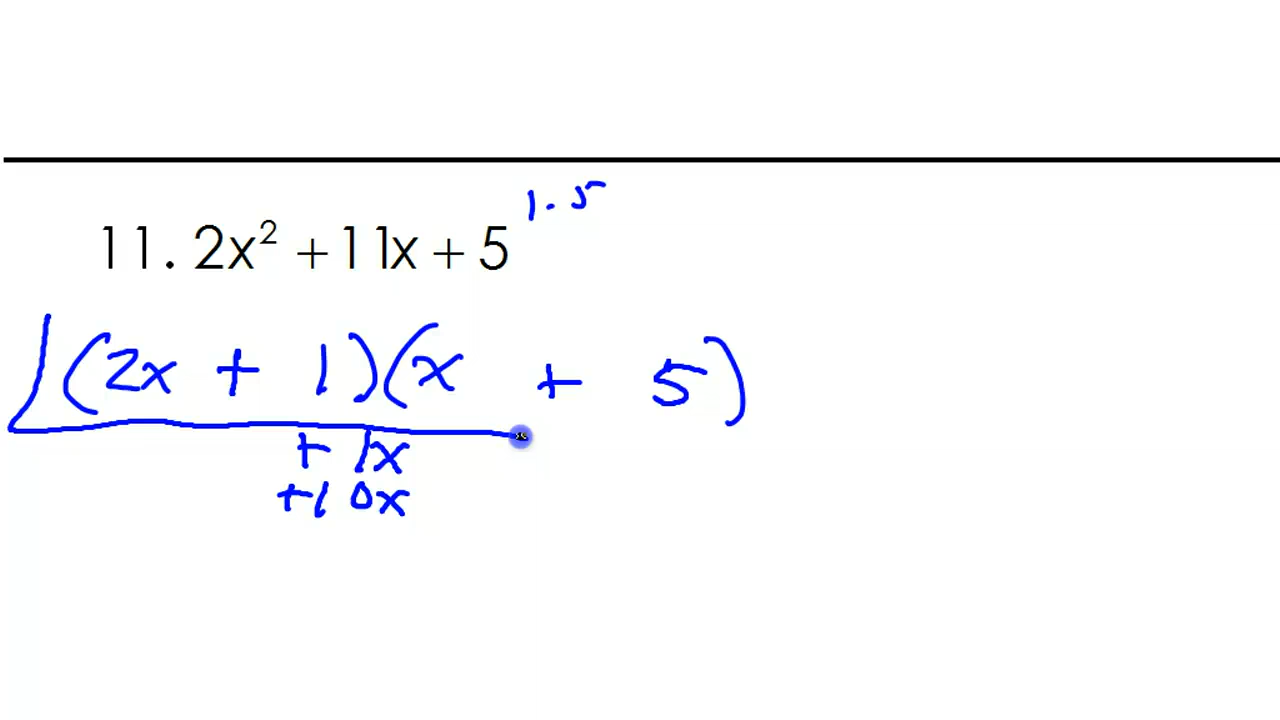 1 · 5
11. 2x² + 11x + 5
(2x + 1)(x + 5)
+ 1x
+10x